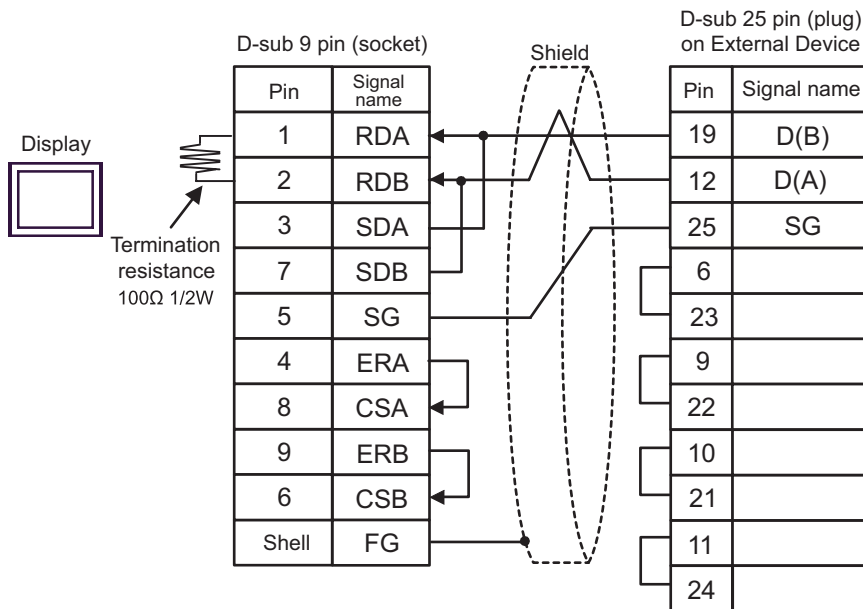 D-sub 25 pin (plug)
on External Device
D-sub 9 pin (socket)
Shield
Pin Signal name
Pin Signal name
1 RDA 19 D(B)
Display
2 RDB 12 D(A)
3 SDA 25 SG
Termination
resistance
100Ω 1/2W
7 SDB 6
5 SG 23
4 ERA 9
8 CSA 22
9 ERB 10
6 CSB 21
Shell FG 11
24